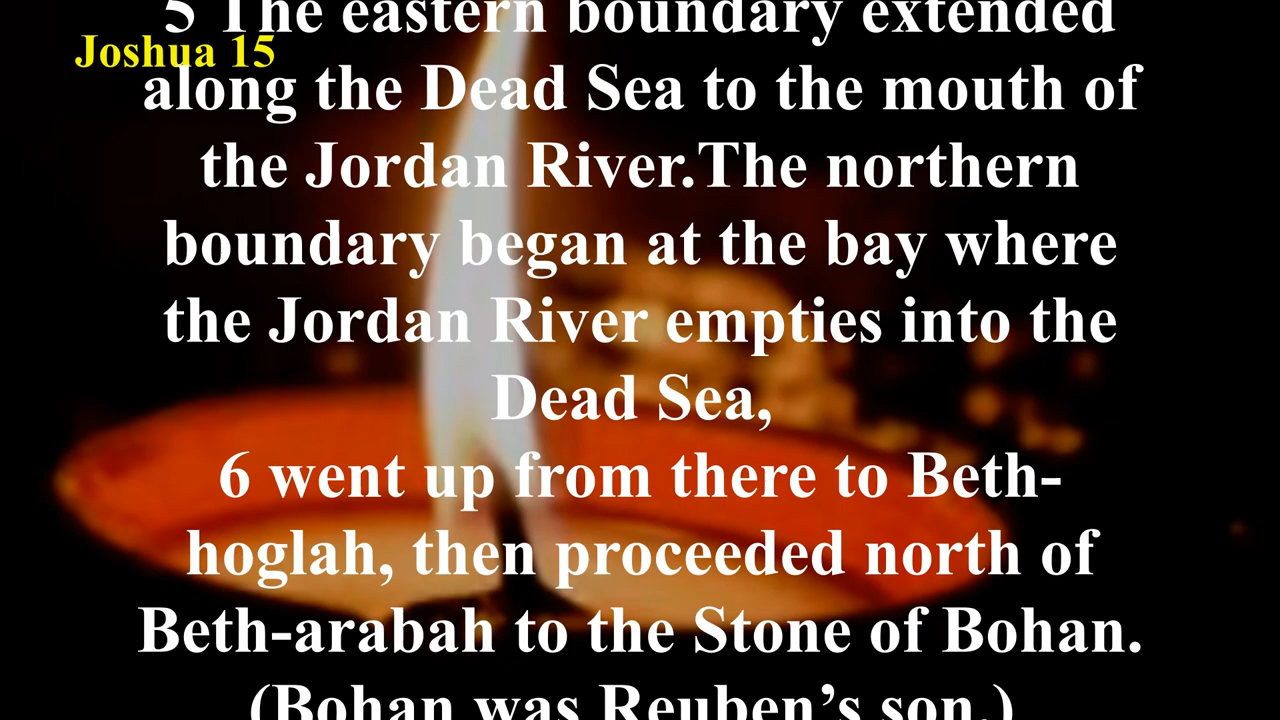 5 The eastern boundary extended
Joshua 15
along the Dead Sea to the mouth of
the Jordan River.The northern
boundary began at the bay where
the Jordan River empties into the
Dead Sea,
6 went up from there to Beth-
hoglah, then proceeded north of
Beth-arabah to the Stone of Bohan.
(Bohan was Reuben’s son.)